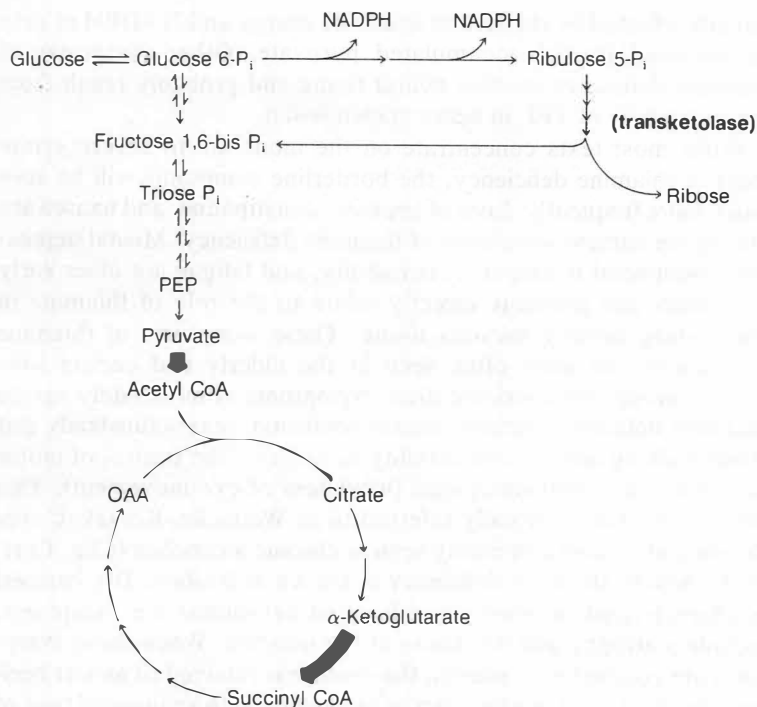 NADPH NADPH
Glucose Glucose 6-Pi Ribulose 5-Pi
(transketolase)
Fructose 1,6-bis Pi
Triose Pi
Ribose
PEP
Pyruvate
Acetyl CoA
OAA Citrate
α-Ketoglutarate
Succinyl CoA